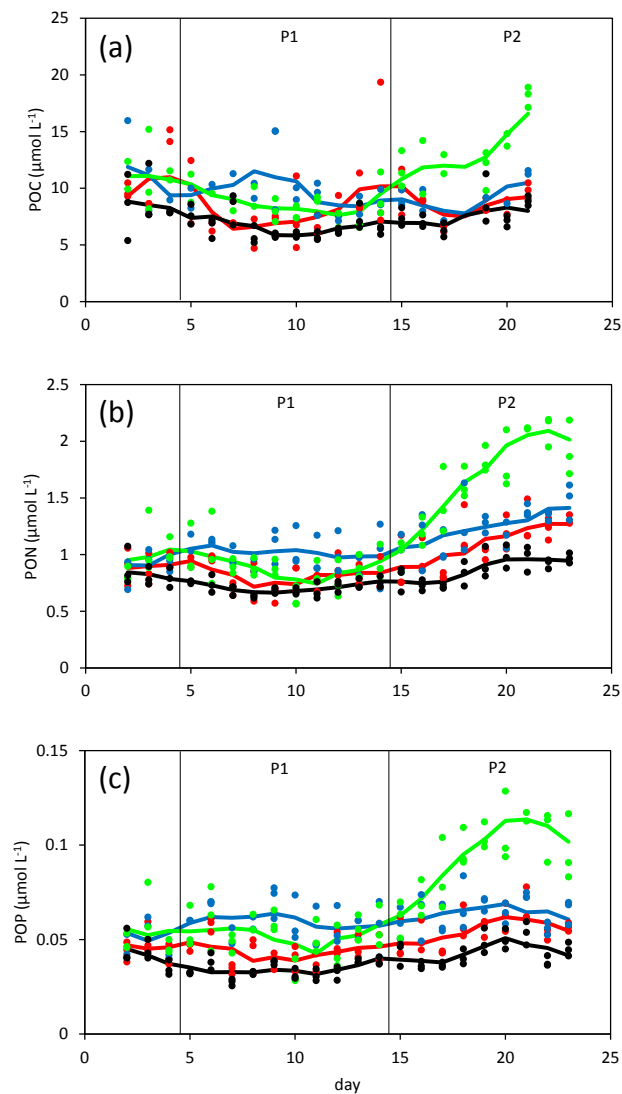 (a)
P1
P2
POC (µmol L-1)
25
20
15
10
5
0
0 5 10 15 20 25
(b)
P1
P2
PON (µmol L-1)
2.5
2
1.5
1
0.5
0
0 5 10 15 20 25
(c)
P1
P2
POP (µmol L-1)
0.15
0.1
0.05
0
0 5 10 15 20 25
day